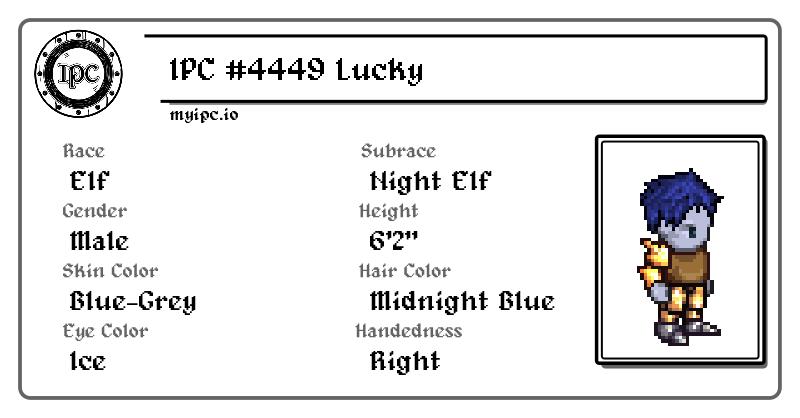 IPC
IPC #4449 Lucky
myipc.io
Race
Elf
Subrace
Night Elf
Gender
Male
Height
6'2"
Skin Color
Blue-Grey
Hair Color
Midnight Blue
Eye Color
Ice
Handedness
Right